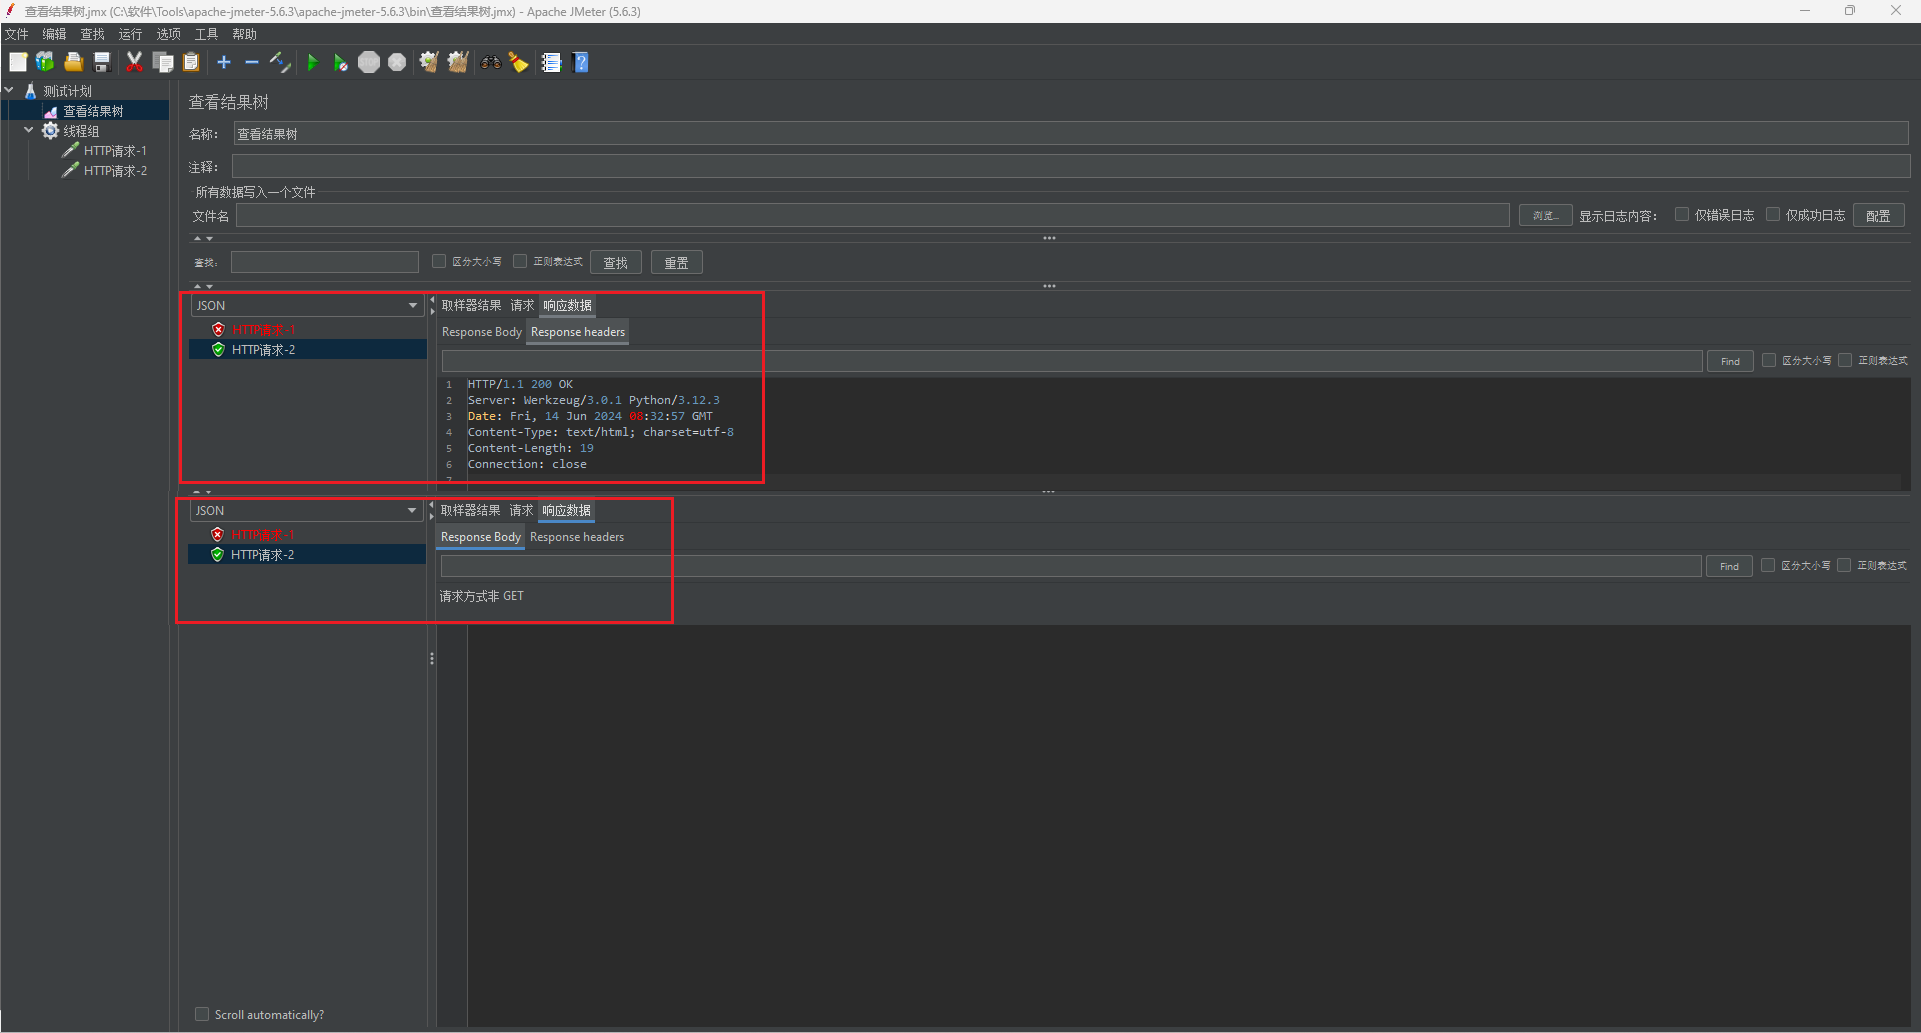 查看结果树.jmx (C:\软件\Tools\apache-jmeter-5.6.3\apache-jmeter-5.6.3\bin\查看结果树.jmx) - Apache JMeter (5.6.3)
文件 编辑 查找 运行 选项 工具 帮助
测试计划
查看结果树
线程组
HTTP请求-1
HTTP请求-2
查看结果树
名称： 查看结果树
注释：
所有数据写入一个文件
文件名 浏览... 显示日志内容： 仅错误日志 仅成功日志 配置
查找： 区分大小写 正则表达式 查找 重置
JSON
HTTP请求-1
HTTP请求-2
取样器结果 请求 响应数据
Response Body Response headers
Find 区分大小写 正则表达式
1 HTTP/1.1 200 OK
2 Server: Werkzeug/3.0.1 Python/3.12.3
3 Date: Fri, 14 Jun 2024 08:32:57 GMT
4 Content-Type: text/html; charset=utf-8
5 Content-Length: 19
6 Connection: close
7
JSON
HTTP请求-1
HTTP请求-2
取样器结果 请求 响应数据
Response Body Response headers
Find 区分大小写 正则表达式
请求方式非 GET
Scroll automatically?